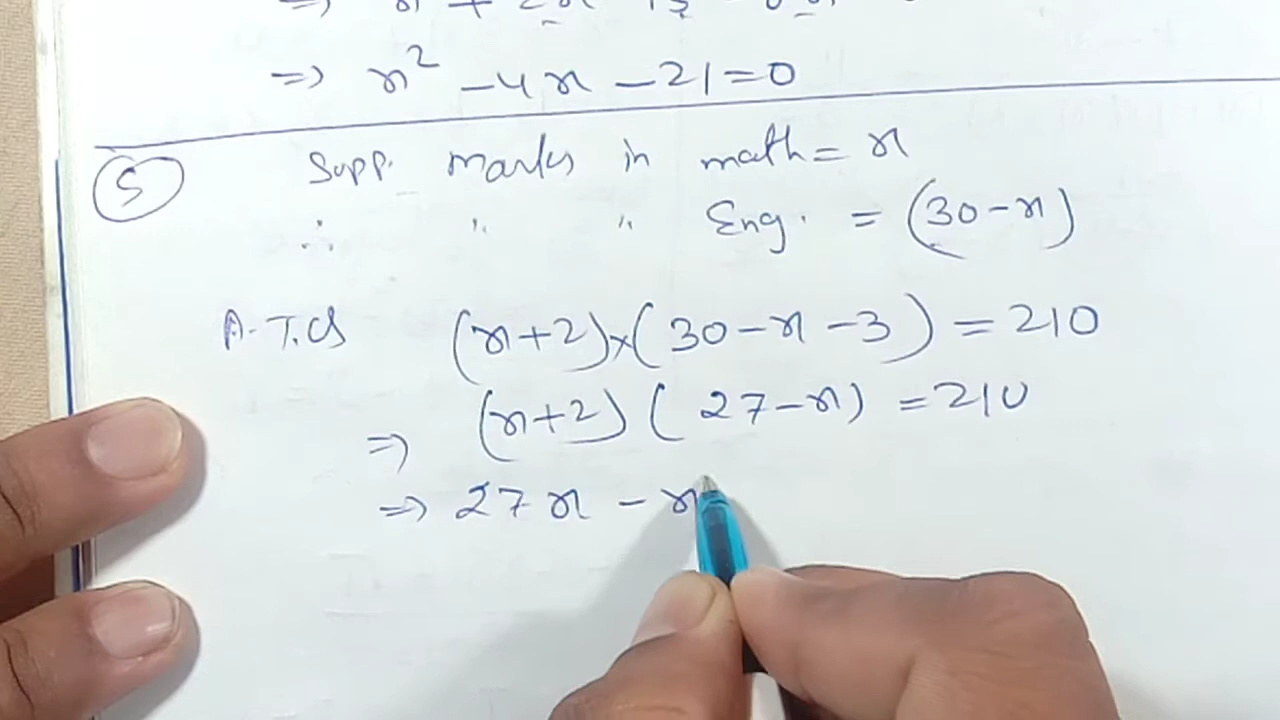 => x² - 4x - 21 = 0
(5) Supp. marks in math = x
∴ " " Eng. = (30 - x)
A.T.Q (x+2)×(30-x-3) = 210
=> (x+2)(27-x) = 210
=> 27x - x